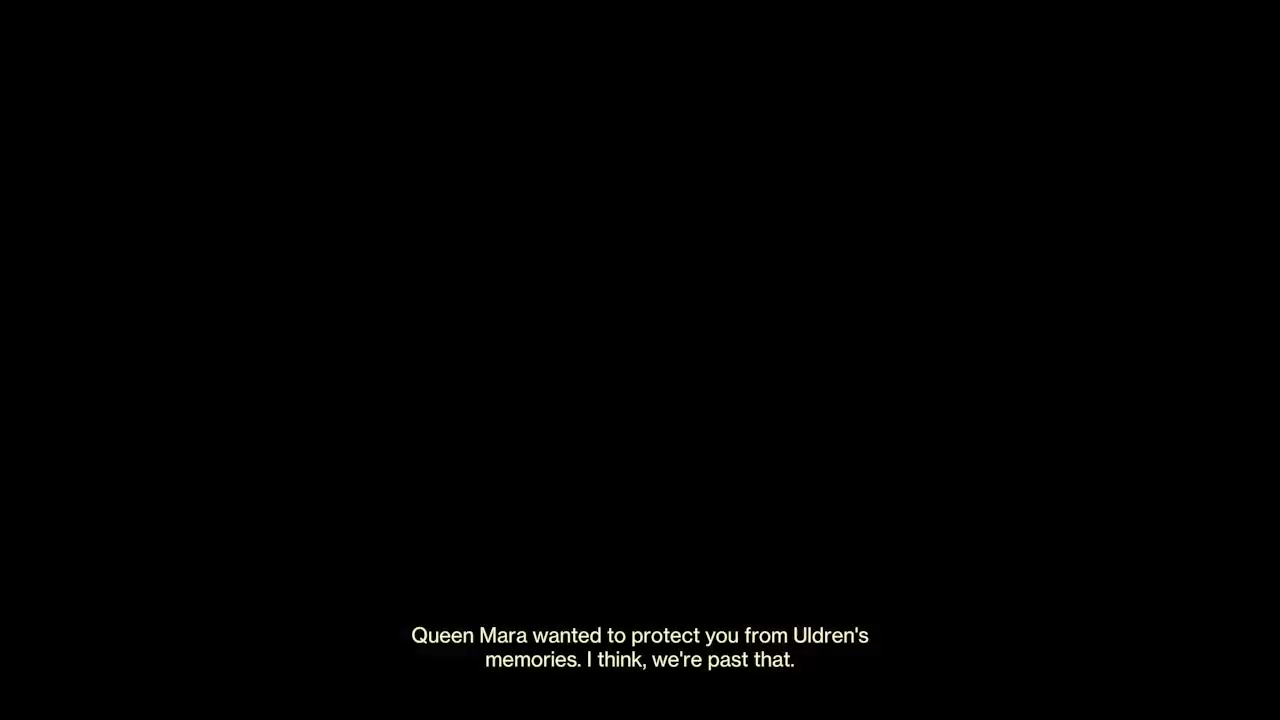 Queen Mara wanted to protect you from Uldren's
memories. I think, we're past that.